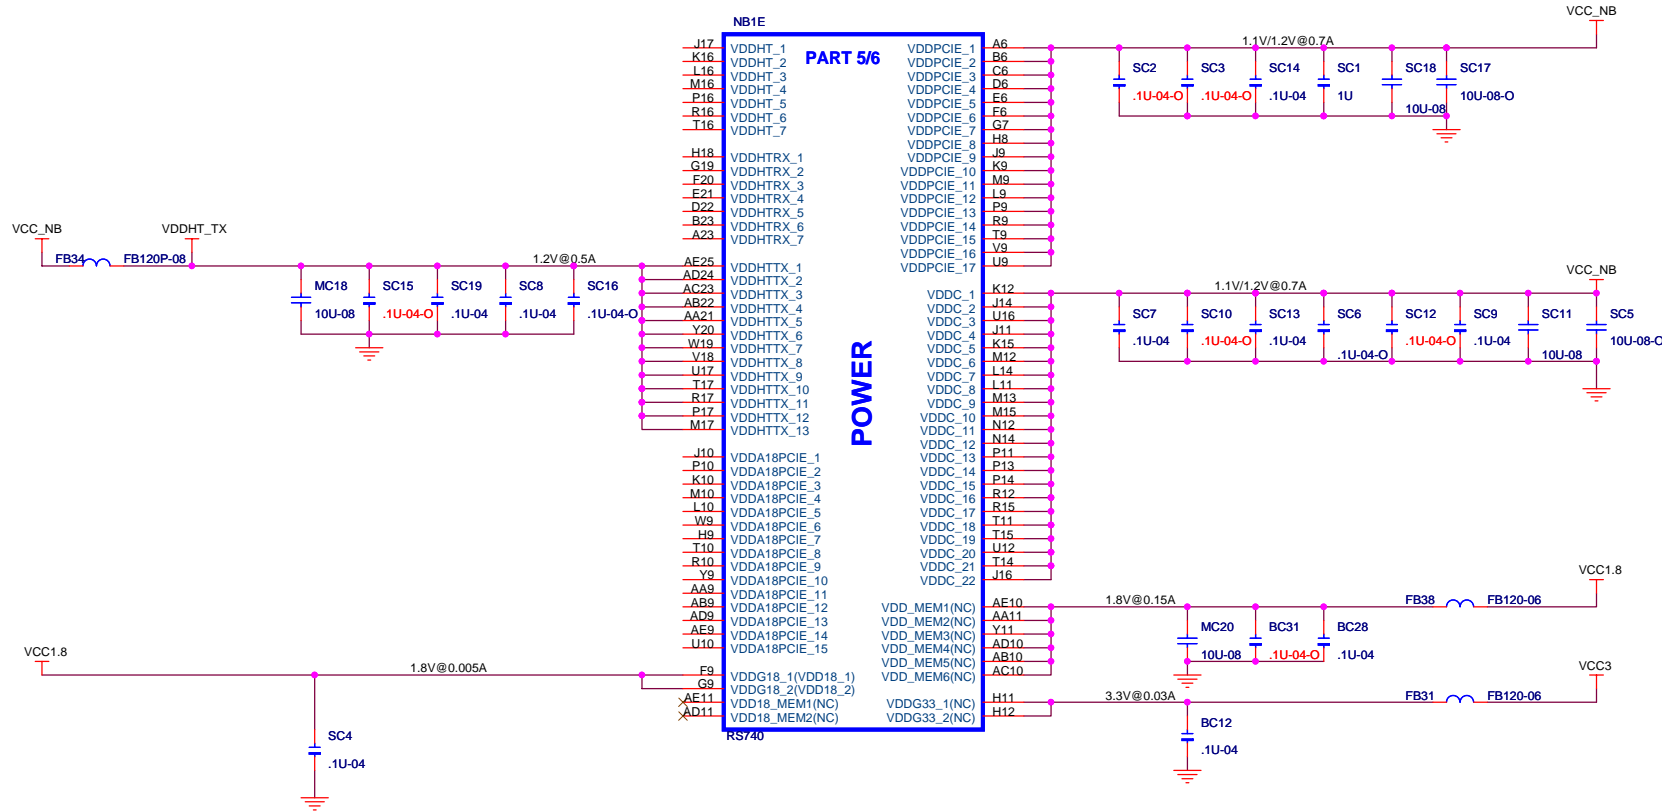 NB1E
PART 5/6
POWER
RS740
J17 VDDHT_1
K16 VDDHT_2
L16 VDDHT_3
M16 VDDHT_4
P16 VDDHT_5
R16 VDDHT_6
T16 VDDHT_7
H18 VDDHTRX_1
G19 VDDHTRX_2
F20 VDDHTRX_3
E21 VDDHTRX_4
D22 VDDHTRX_5
B23 VDDHTRX_6
A23 VDDHTRX_7
VCC_NB
VDDHT_TX
FB34 FB120P-08
1.2V@0.5A
MC18
10U-08
SC15
.1U-04-O
SC19
.1U-04
SC8
.1U-04
SC16
.1U-04-O
AE25 VDDHTTX_1
AD24 VDDHTTX_2
AC23 VDDHTTX_3
AB22 VDDHTTX_4
AA21 VDDHTTX_5
Y20 VDDHTTX_6
W19 VDDHTTX_7
V18 VDDHTTX_8
U17 VDDHTTX_9
T17 VDDHTTX_10
R17 VDDHTTX_11
P17 VDDHTTX_12
M17 VDDHTTX_13
J10 VDDA18PCIE_1
P10 VDDA18PCIE_2
K10 VDDA18PCIE_3
M10 VDDA18PCIE_4
L10 VDDA18PCIE_5
W9 VDDA18PCIE_6
H9 VDDA18PCIE_7
T10 VDDA18PCIE_8
R10 VDDA18PCIE_9
Y9 VDDA18PCIE_10
AA9 VDDA18PCIE_11
AB9 VDDA18PCIE_12
AD9 VDDA18PCIE_13
AE9 VDDA18PCIE_14
U10 VDDA18PCIE_15
VCC1.8
1.8V@0.005A
F9 VDDG18_1(VDD18_1)
G9 VDDG18_2(VDD18_2)
AE11 VDD18_MEM1(NC)
AD11 VDD18_MEM2(NC)
SC4
.1U-04
VDDPCIE_1 A6
VDDPCIE_2 B6
VDDPCIE_3 C6
VDDPCIE_4 D6
VDDPCIE_5 E6
VDDPCIE_6 F6
VDDPCIE_7 G7
VDDPCIE_8 H8
VDDPCIE_9 J9
VDDPCIE_10 K9
VDDPCIE_11 M9
VDDPCIE_12 L9
VDDPCIE_13 P9
VDDPCIE_14 R9
VDDPCIE_15 T9
VDDPCIE_16 V9
VDDPCIE_17 U9
VCC_NB
1.1V/1.2V@0.7A
SC2
.1U-04-O
SC3
.1U-04-O
SC14
.1U-04
SC1
1U
SC18
10U-08
SC17
10U-08-O
VDDC_1 K12
VDDC_2 J14
VDDC_3 U16
VDDC_4 J11
VDDC_5 K15
VDDC_6 M12
VDDC_7 L14
VDDC_8 L11
VDDC_9 M13
VDDC_10 M15
VDDC_11 N12
VDDC_12 N14
VDDC_13 P11
VDDC_14 P13
VDDC_15 P14
VDDC_16 R12
VDDC_17 R15
VDDC_18 T11
VDDC_19 T15
VDDC_20 U12
VDDC_21 T14
VDDC_22 J16
VCC_NB
1.1V/1.2V@0.7A
SC7
.1U-04
SC10
.1U-04-O
SC13
.1U-04
SC6
.1U-04-O
SC12
.1U-04-O
SC9
.1U-04
SC11
10U-08
SC5
10U-08-O
VDD_MEM1(NC) AE10
VDD_MEM2(NC) AA11
VDD_MEM3(NC) Y11
VDD_MEM4(NC) AD10
VDD_MEM5(NC) AB10
VDD_MEM6(NC) AC10
1.8V@0.15A
FB38 FB120-06
VCC1.8
MC20
10U-08
BC31
.1U-04-O
BC28
.1U-04
VDDG33_1(NC) H11
VDDG33_2(NC) H12
3.3V@0.03A
FB31 FB120-06
VCC3
BC12
.1U-04